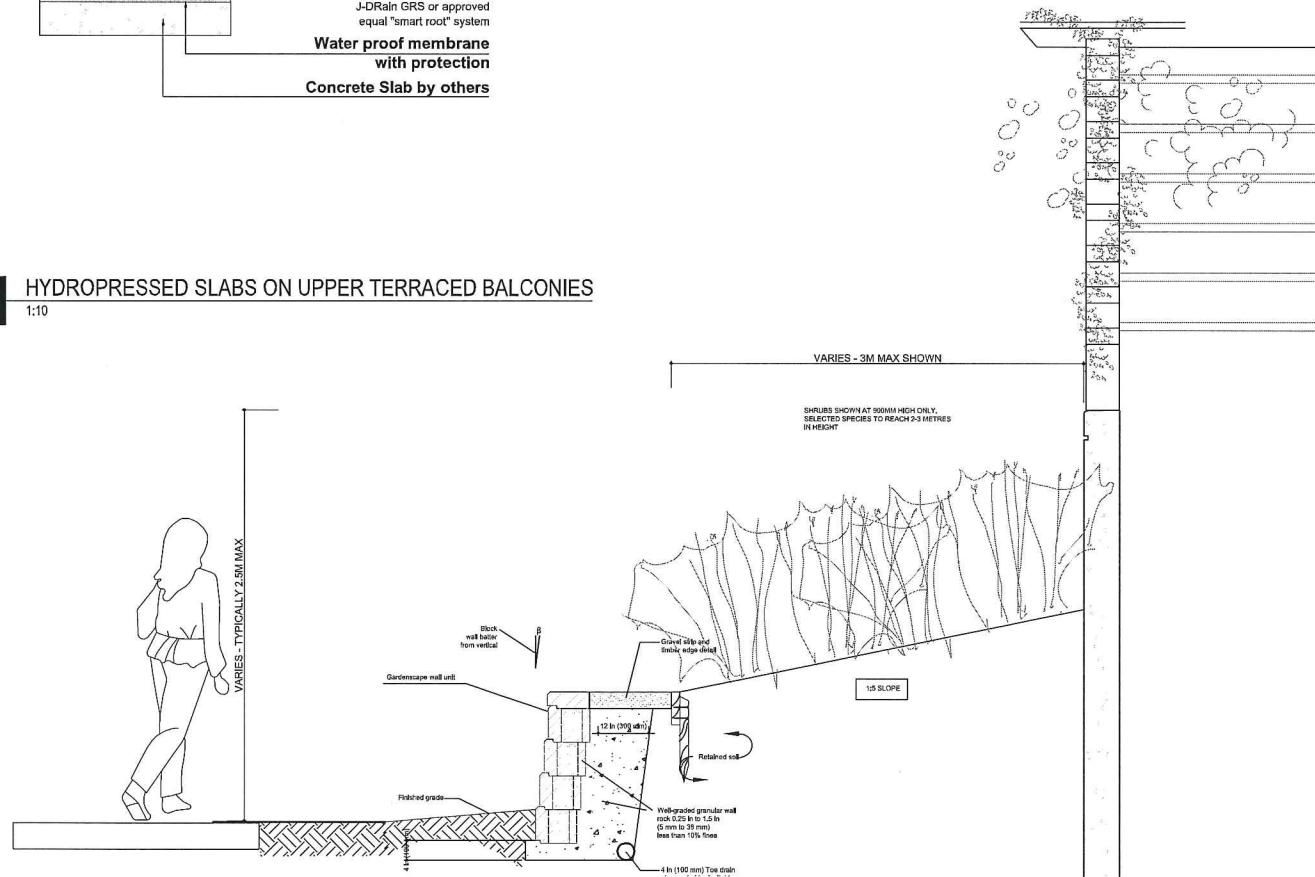 J-DRain GRS or approved
equal "smart root" system
Water proof membrane
with protection
Concrete Slab by others
HYDROPRESSED SLABS ON UPPER TERRACED BALCONIES
1:10
VARIES - 3M MAX SHOWN
SHRUBS SHOWN AT 900MM HIGH ONLY,
SELECTED SPECIES TO REACH 2-3 METRES
IN HEIGHT
VARIES - TYPICALLY 2.5M MAX
Block
wall batter
from vertical
β
Gravel strip and
timber edge detail
Gardenscape wall unit
1:5 SLOPE
12 in (300 mm)
Retained soil
Finished grade
Well-graded granular wall
rock 0.25 in to 1.5 in
(5 mm to 38 mm)
less than 10% fines
4 in (100 mm) Toe drain